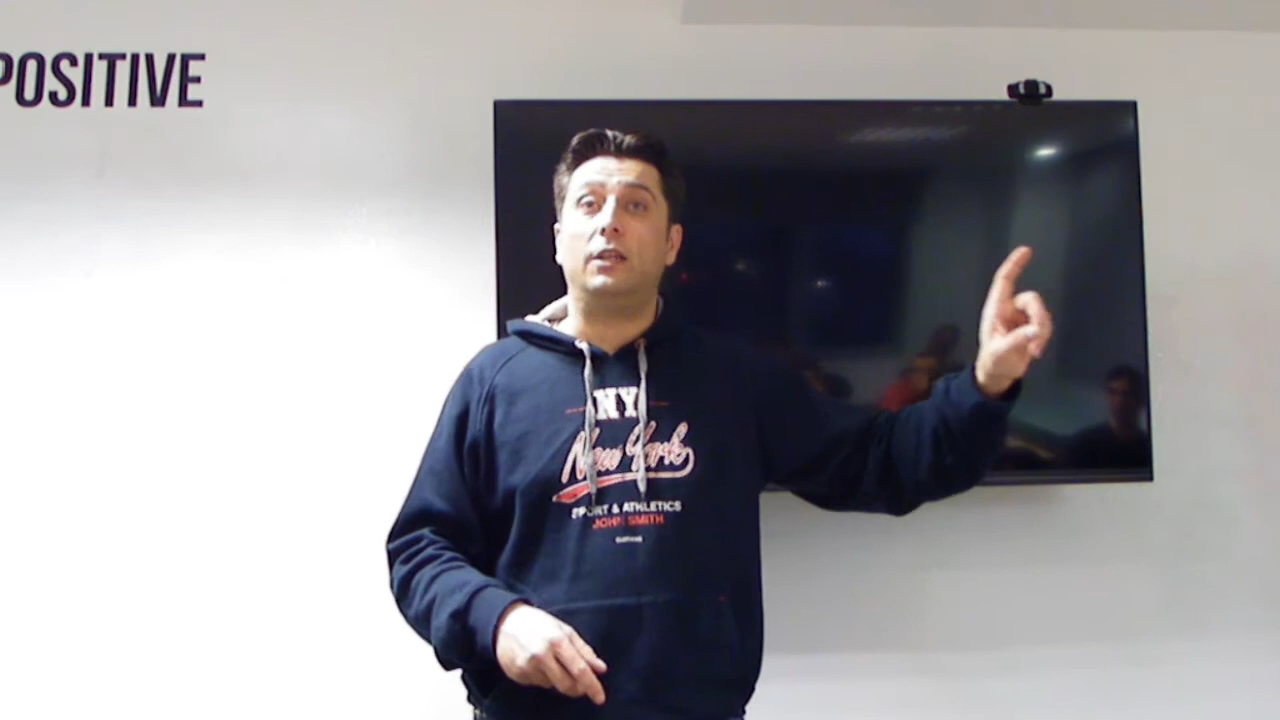 POSITIVE
NY
New York
SPORT & ATHLETICS
JOHN SMITH